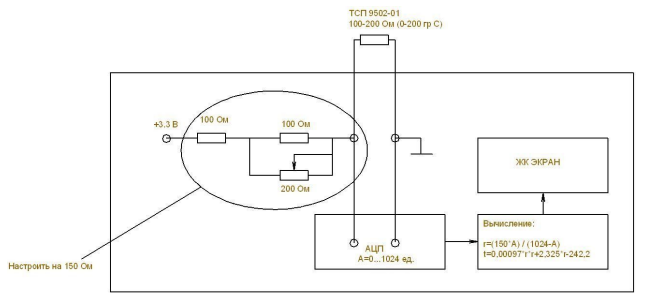 ТСП 9502-01
100-200 Ом (0-200 гр С)
+3.3 В
100 Ом
100 Ом
200 Ом
ЖК ЭКРАН
Вычисление:
r=(150*A) / (1024-A)
t=0,00097*r*r+2,325*r-242,2
АЦП
А=0...1024 ед.
Настроить на 150 Ом